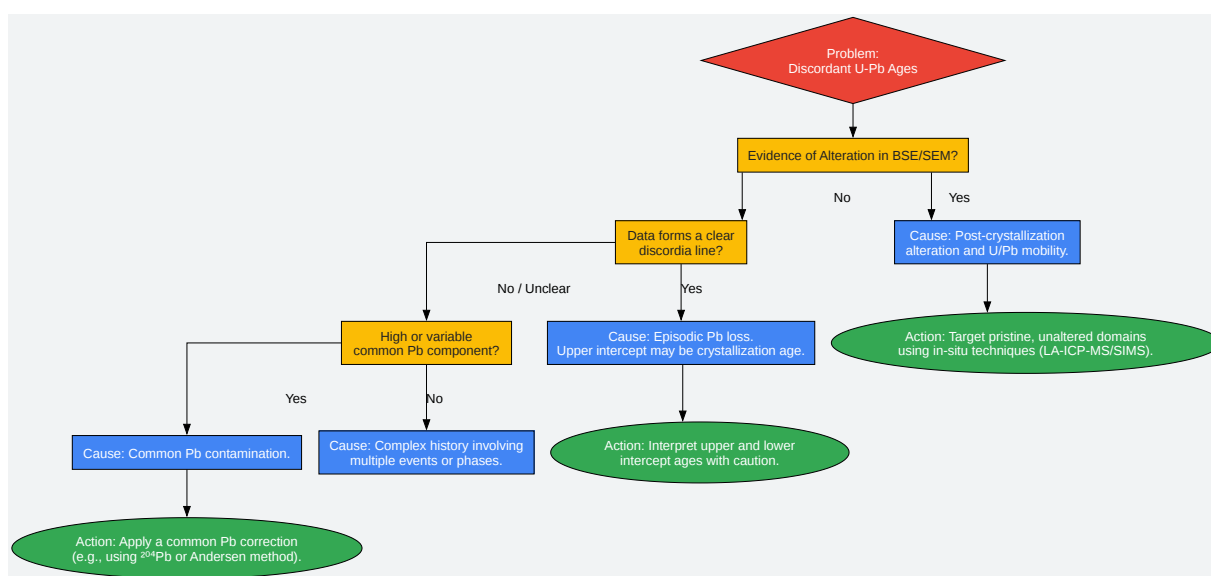 Problem:
Discordant U-Pb Ages
Evidence of Alteration in BSE/SEM?
No
Yes
Data forms a clear
discordia line?
Cause: Post-crystallization
alteration and U/Pb mobility.
No / Unclear
Yes
High or variable
common Pb component?
Cause: Episodic Pb loss.
Upper intercept may be crystallization age.
Action: Target pristine, unaltered domains
using in-situ techniques (LA-ICP-MS/SIMS).
Yes
No
Cause: Common Pb contamination.
Cause: Complex history involving
multiple events or phases.
Action: Interpret upper and lower
intercept ages with caution.
Action: Apply a common Pb correction
(e.g., using ²⁰⁴Pb or Andersen method).